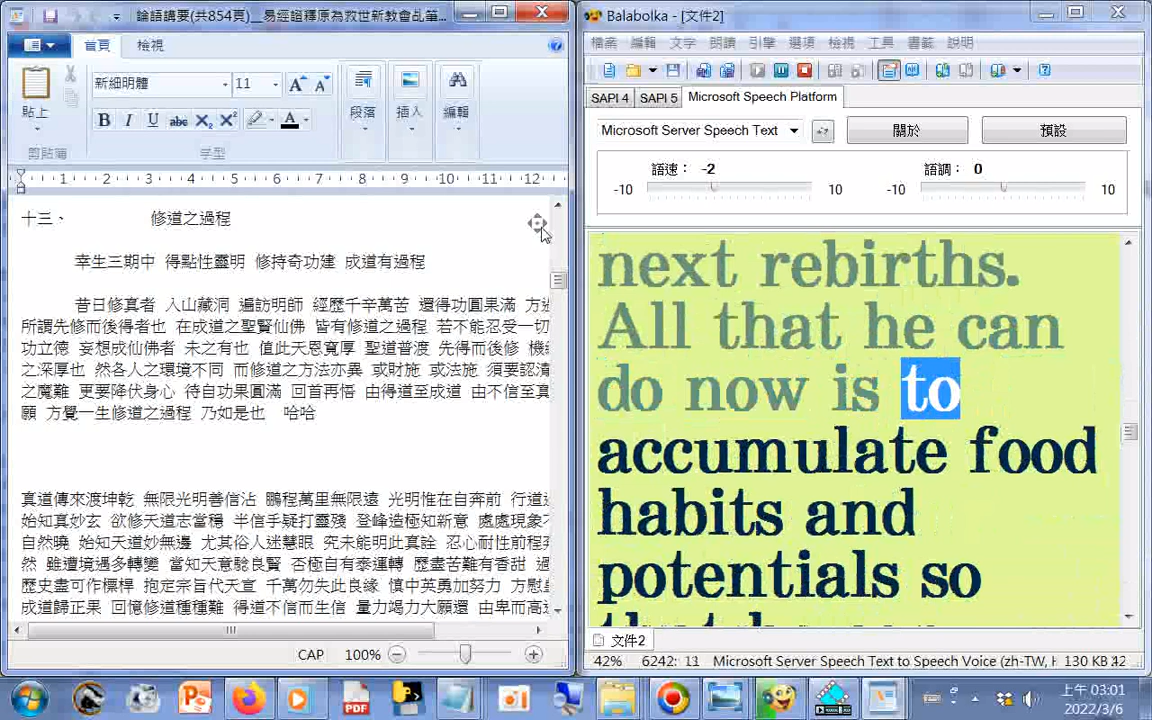 論語講要(共854頁)__易經證釋原為救世新教會乩筆...
首頁 檢視
新細明體 11
貼上
段落 插入 編輯
剪貼簿 字型
1 2 3 4 5 6 7 8 9 10 11 12
十三、 修道之過程
幸生三期中 得點性靈明 修持奇功建 成道有過程
昔日修真者 入山藏洞 遍訪明師 經歷千辛萬苦 還得功圓果滿 方
所謂先修而後得者也 在成道之聖賢仙佛 皆有修道之過程 若不能忍受一切
功立德 妄想成仙佛者 未之有也 值此天恩寬厚 聖道普渡 先得而後修 機
之深厚也 然各人之環境不同 而修道之方法亦異 或財施 或法施 須要認清
之魔難 更要降伏身心 待自功果圓滿 回首再悟 由得道至成道 由不信至真
願 方覺一生修道之過程 乃如是也 哈哈
真道傳來渡坤乾 無限光明善信沾 鵬程萬里無限遠 光明惟在自奔前 行道
始知真妙玄 欲修天道志當穩 半信乎疑打靈殘 登峰造極知新意 處處現象
自然曉 始知天道妙無邊 尤其俗人迷慧眼 究未能明此真詮 忍心耐性前程
然 雖遭境遇多轉變 當知天意驗良賢 否極自有泰運轉 歷盡苦難有香甜
歷史盡可作標桿 抱定宗旨代天宣 千萬勿失此良緣 慎中英勇加努力 方慰
成道歸正果 回憶修道種種難 得道不信而生信 量力竭力大願還 由卑而高
CAP 100%
Balabolka - [文件2]
檔案 編輯 文字 朗讀 引擎 選項 檢視 工具 書籤 說明
SAPI 4 SAPI 5 Microsoft Speech Platform
Microsoft Server Speech Text 關於 預設
語速： -2 語調： 0
-10 10 -10 10
next rebirths.
All that he can
do now is to
accumulate food
habits and
potentials so
文件2
42% 6242: 11 Microsoft Server Speech Text to Speech Voice (zh-TW, H 130 KB
上午 03:01
2022/3/6